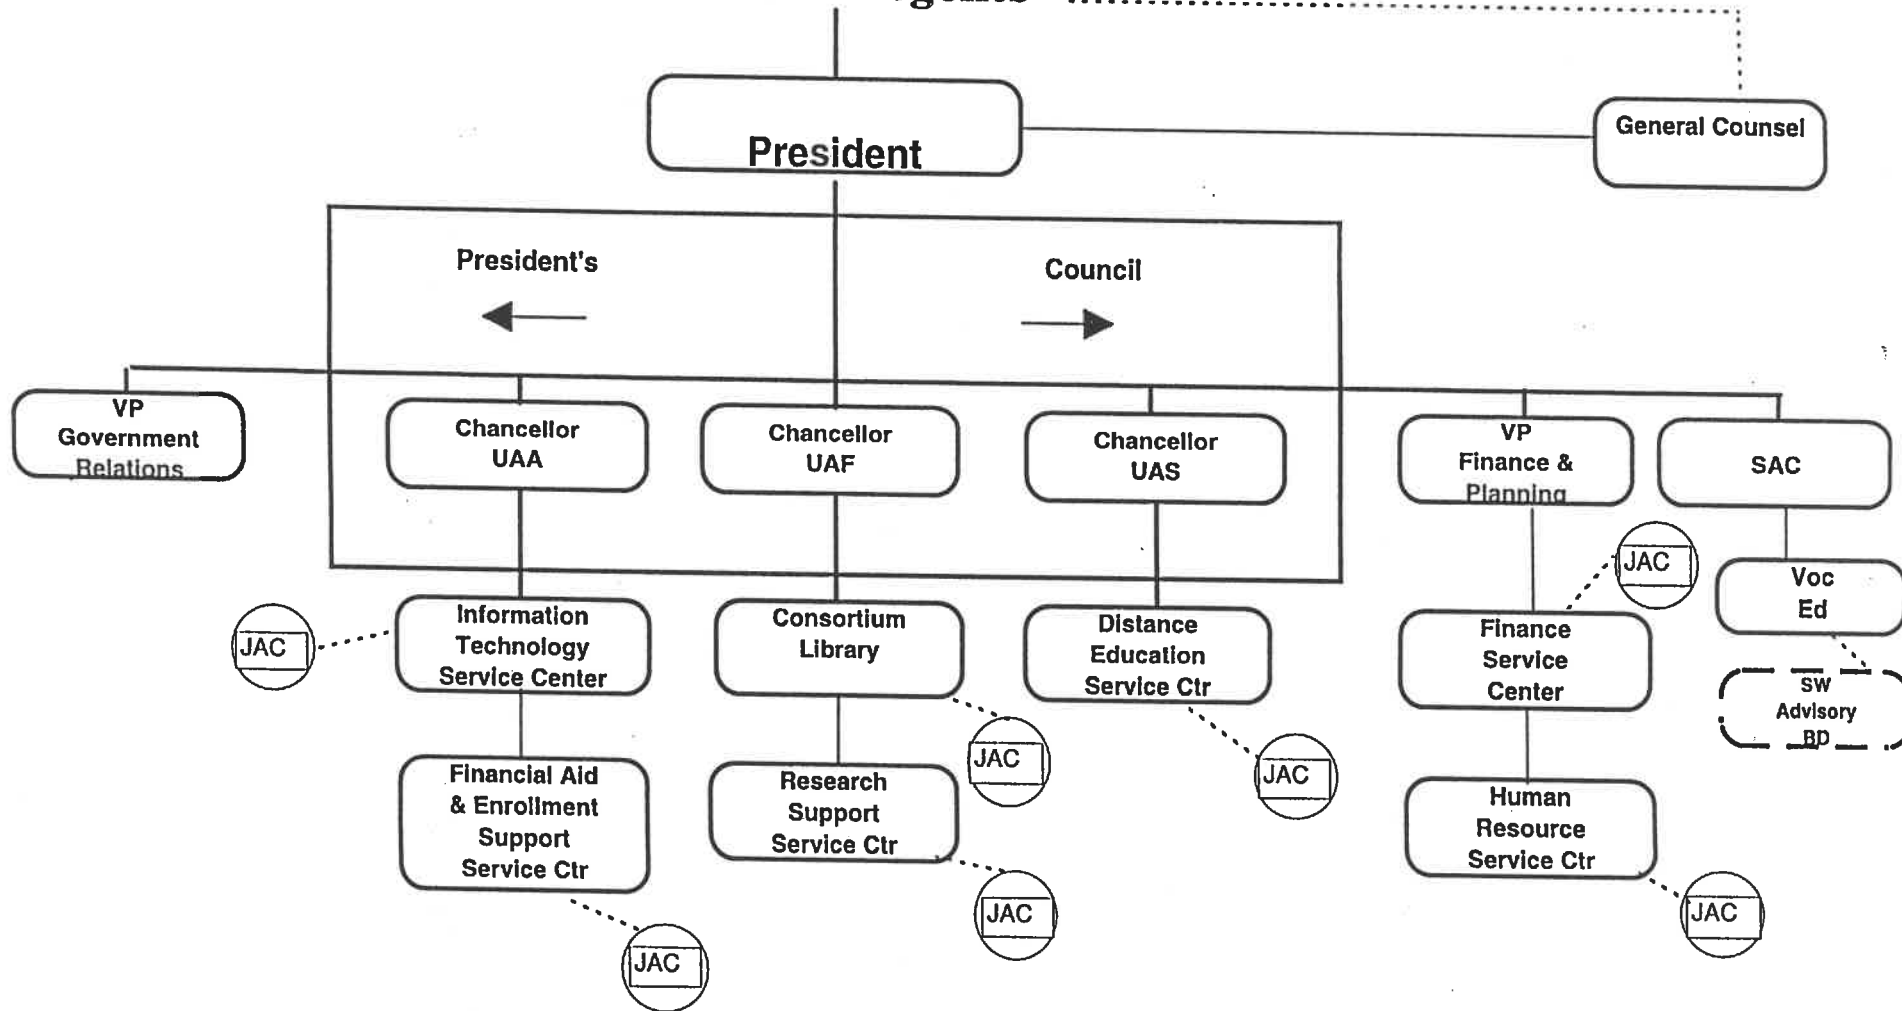 President
General Counsel
President's
Council
VP
Government
Relations
Chancellor
UAA
Chancellor
UAF
Chancellor
UAS
VP
Finance &
Planning
SAC
JAC
Voc
Ed
JAC
Information
Technology
Service Center
Consortium
Library
Distance
Education
Service Ctr
Finance
Service
Center
SW
Advisory
BD
JAC
JAC
Financial Aid
& Enrollment
Support
Service Ctr
Research
Support
Service Ctr
Human
Resource
Service Ctr
JAC
JAC
JAC